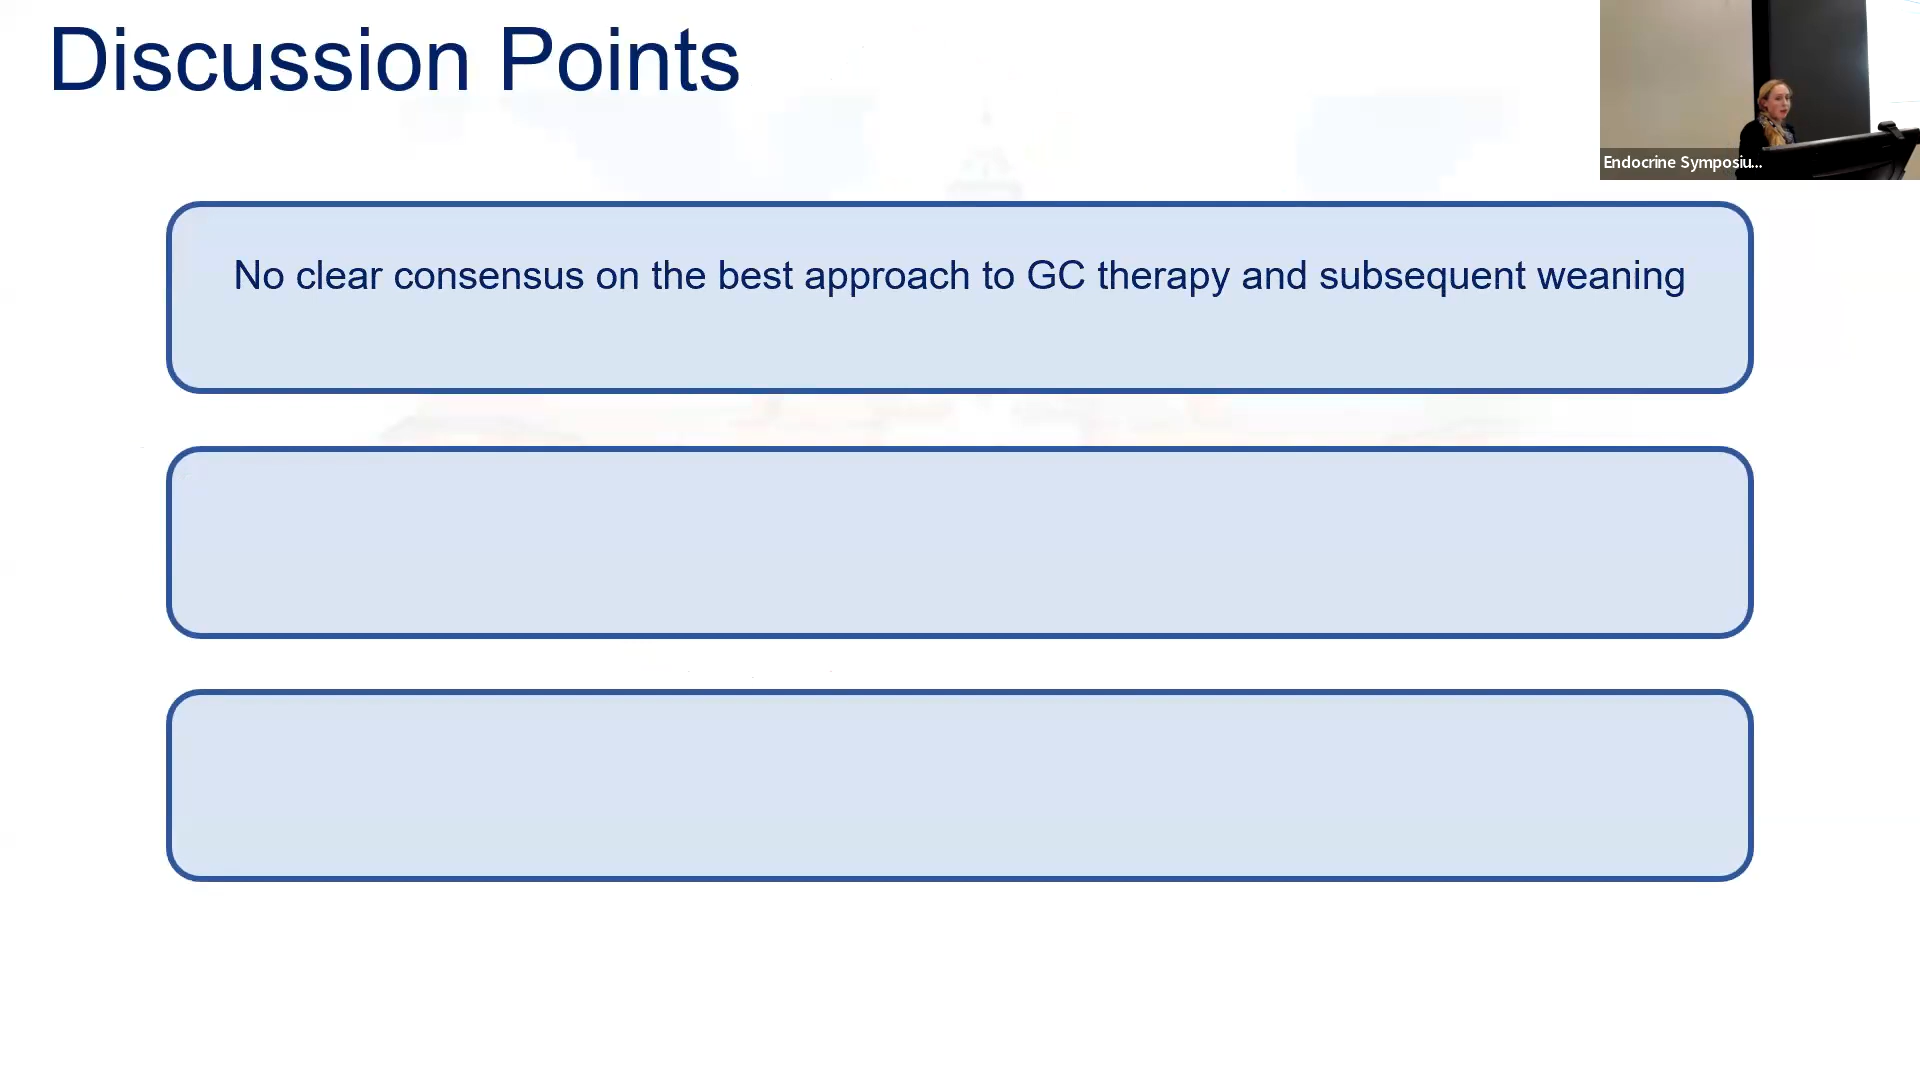 Discussion Points
Endocrine Symposiu...
No clear consensus on the best approach to GC therapy and subsequent weaning